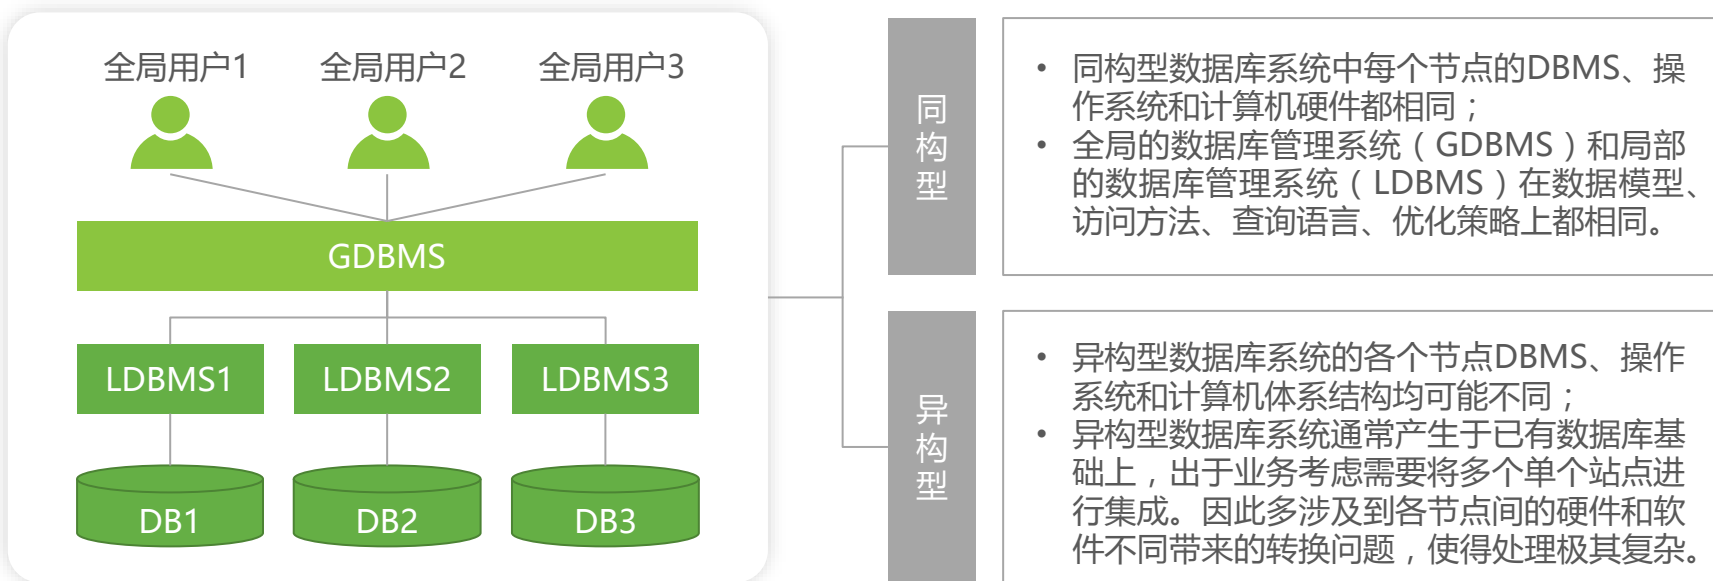 全局用户1 全局用户2 全局用户3
GDBMS
LDBMS1 LDBMS2 LDBMS3
DB1 DB2 DB3
同构型
• 同构型数据库系统中每个节点的DBMS、操
作系统和计算机硬件都相同；
• 全局的数据库管理系统（GDBMS）和局部
的数据库管理系统（LDBMS）在数据模型、
访问方法、查询语言、优化策略上都相同。
异构型
• 异构型数据库系统的各个节点DBMS、操作
系统和计算机体系结构均可能不同；
• 异构型数据库系统通常产生于已有数据库基
础上，出于业务考虑需要将多个单个站点进
行集成。因此多涉及到各节点间的硬件和软
件不同带来的转换问题，使得处理极其复杂。